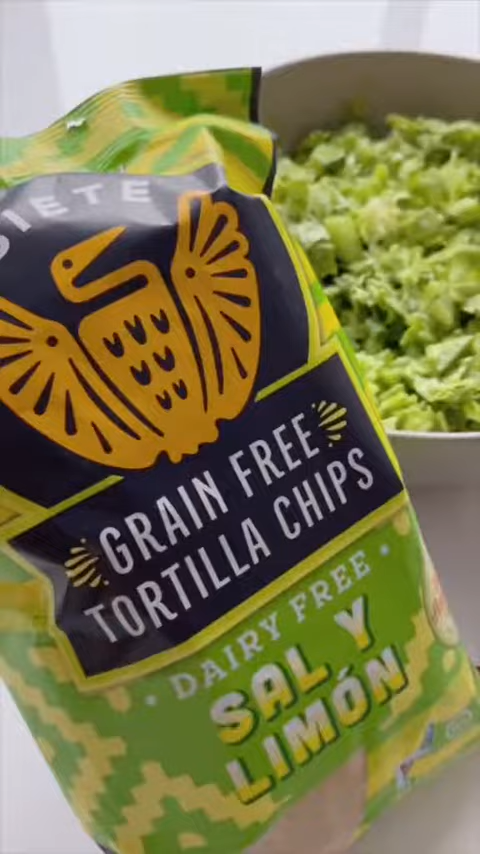 SIETE
GRAIN FREE
TORTILLA CHIPS
DAIRY FREE
SAL Y
LIMÓN